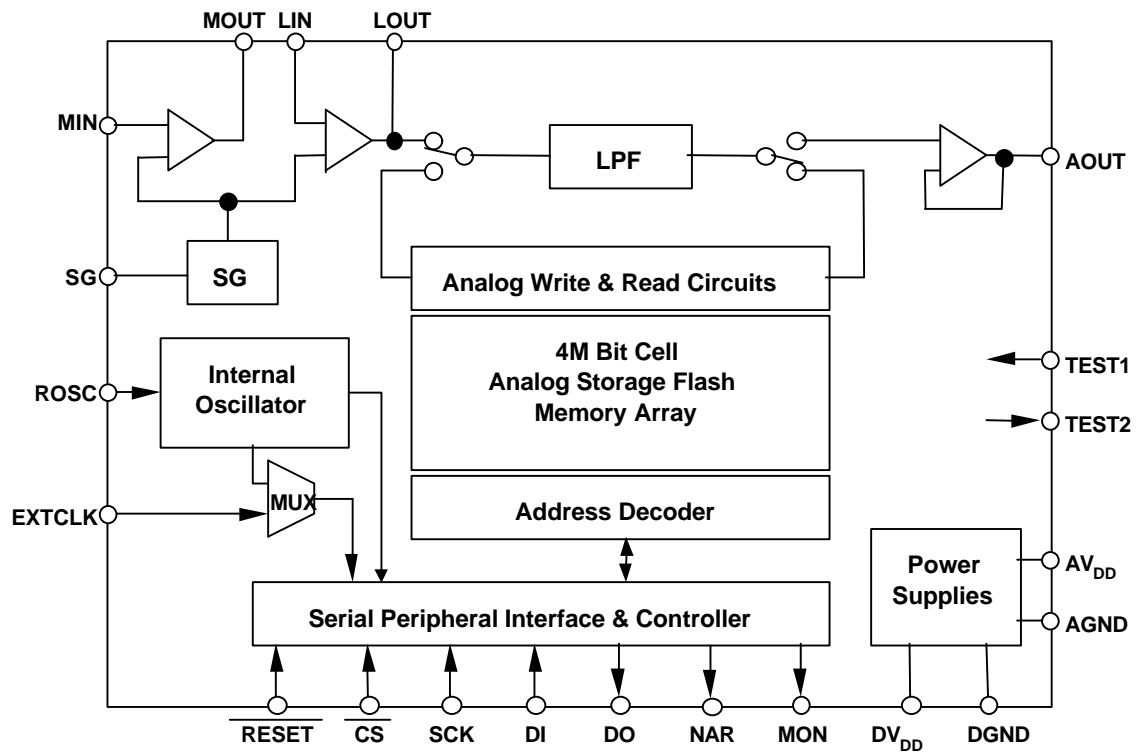 MOUT LIN LOUT
MIN
LPF
AOUT
SG
SG
Analog Write & Read Circuits
4M Bit Cell
Analog Storage Flash
Memory Array
Internal
Oscillator
ROSC
TEST1
TEST2
MUX
EXTCLK
Address Decoder
Power
Supplies
AVDD
AGND
Serial Peripheral Interface & Controller
RESET CS SCK DI DO NAR MON DVDD DGND